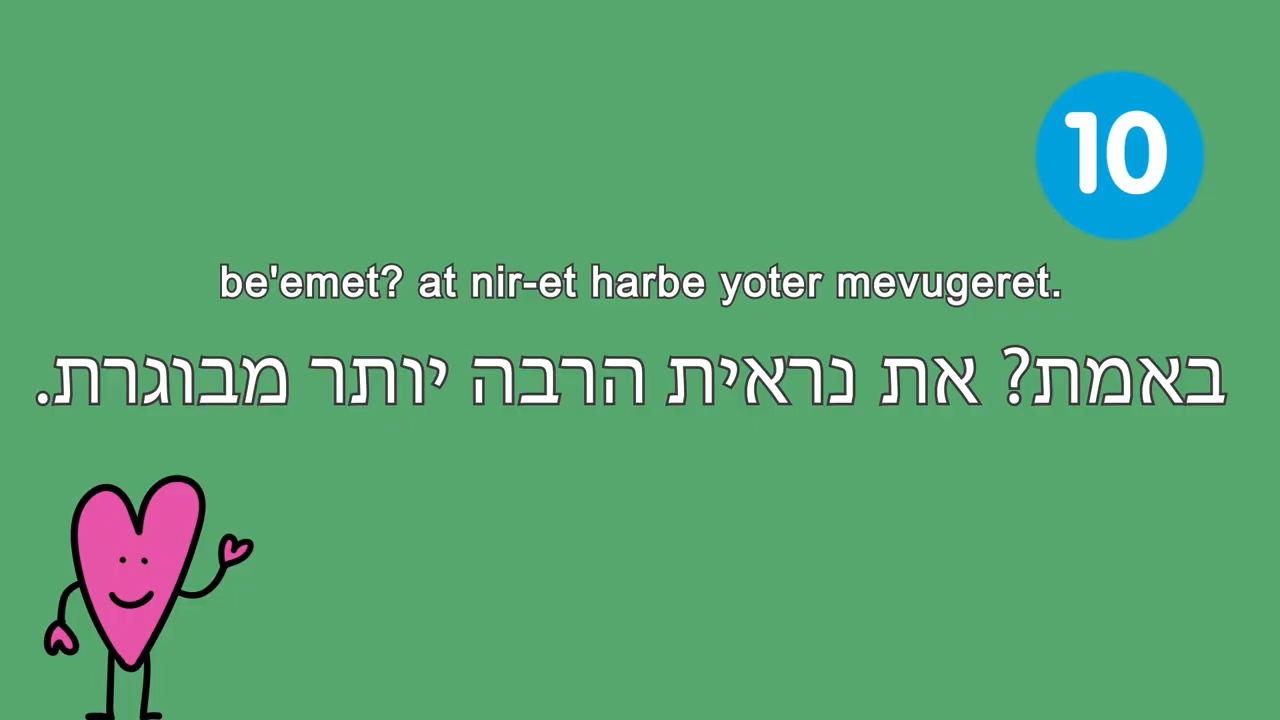 10
be'emet? at nir-et harbe yoter mevugeret.
באמת? את נראית הרבה יותר מבוגרת.